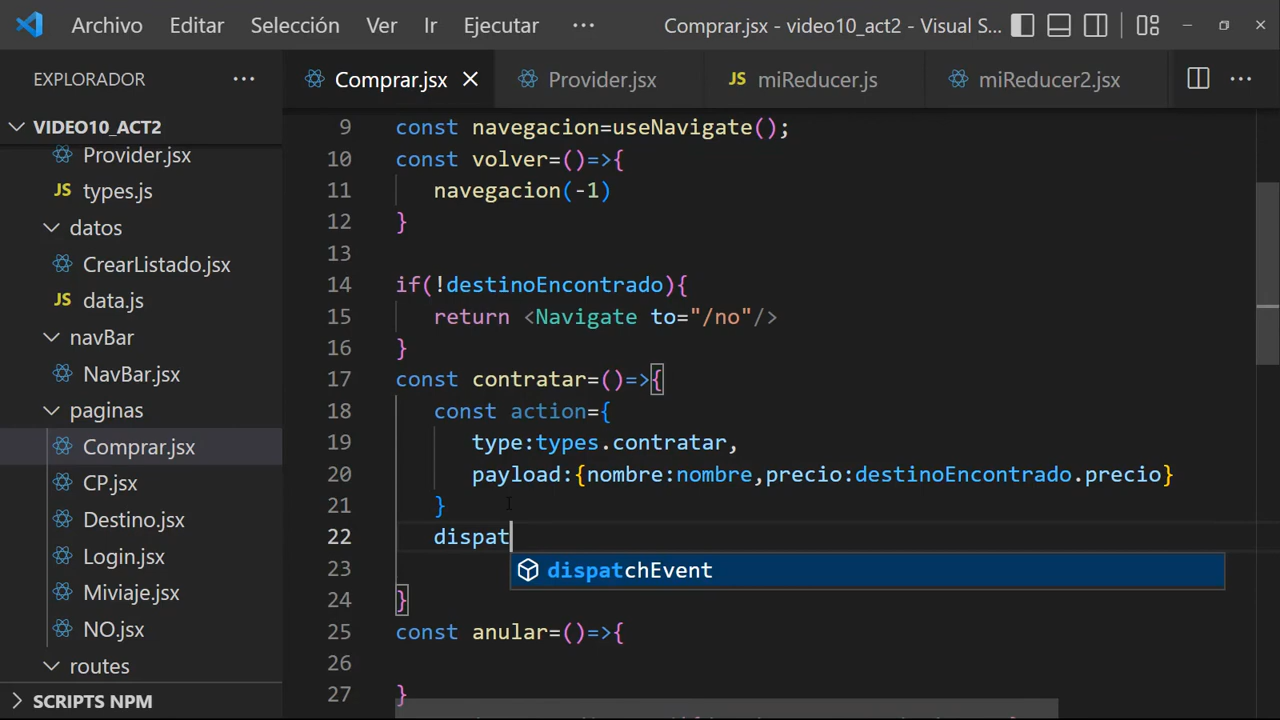 Archivo Editar Selección Ver Ir Ejecutar ··· Comprar.jsx - video10_act2 - Visual S...
EXPLORADOR ···
VIDEO10_ACT2
Provider.jsx
JS types.js
datos
CrearListado.jsx
JS data.js
navBar
NavBar.jsx
paginas
Comprar.jsx
CP.jsx
Destino.jsx
Login.jsx
Miviaje.jsx
NO.jsx
routes
SCRIPTS NPM
Comprar.jsx Provider.jsx JS miReducer.js miReducer2.jsx ···
9 const navegacion=useNavigate();
10 const volver=()=>{
11 navegacion(-1)
12 }
13
14 if(!destinoEncontrado){
15 return <Navigate to="/no"/>
16 }
17 const contratar=()=>{
18 const action={
19 type:types.contratar,
20 payload:{nombre:nombre,precio:destinoEncontrado.precio}
21 }
22 dispat
23 dispatchEvent
24 }
25 const anular=()=>{
26
27 }